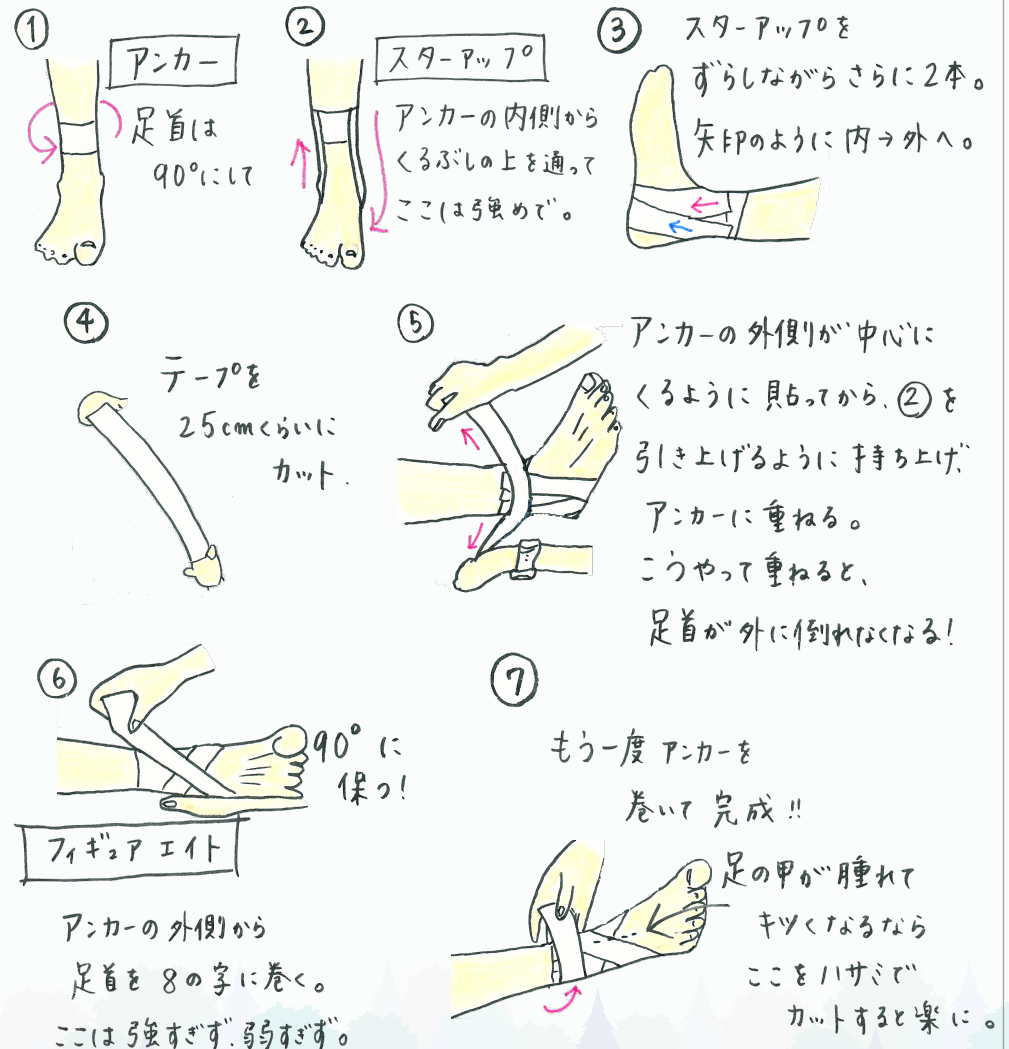 ①
アンカー
足首は
90°にして
②
スターアップ
アンカーの内側から
くるぶしの上を通って
ここは強めで。
③
スターアップを
ずらしながらさらに2本。
矢印のように内→外へ。
④
テープを
25cmくらいに
カット.
⑤
アンカーの外側が中心に
くるように貼ってから、②を
引き上げるように持ち上げ、
アンカーに重ねる。
こうやって重ねると、
足首が外に倒れなくなる!
⑥
90°に
保つ!
フィギュアエイト
アンカーの外側から
足首を8の字に巻く。
ここは強すぎず、弱すぎず。
⑦
もう一度アンカーを
巻いて完成!!
足の甲が腫れて
キツくなるなら
ここをハサミで
カットすると楽に。